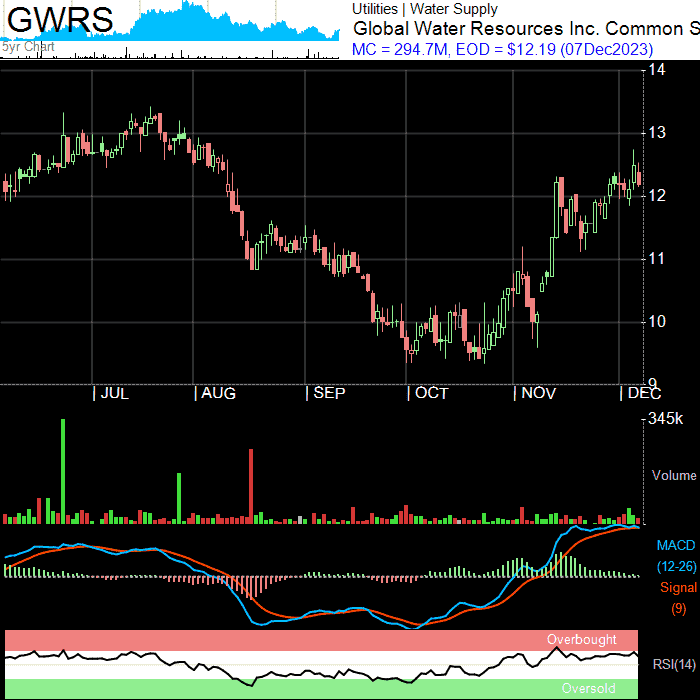 GWRS
5yr Chart
Utilities | Water Supply
Global Water Resources Inc. Common S
MC = 294.7M, EOD = $12.19 (07Dec2023)
14
13
12
11
10
9
JUL AUG SEP OCT NOV DEC
345k
Volume
MACD
(12-26)
Signal
(9)
Overbought
RSI(14)
Oversold